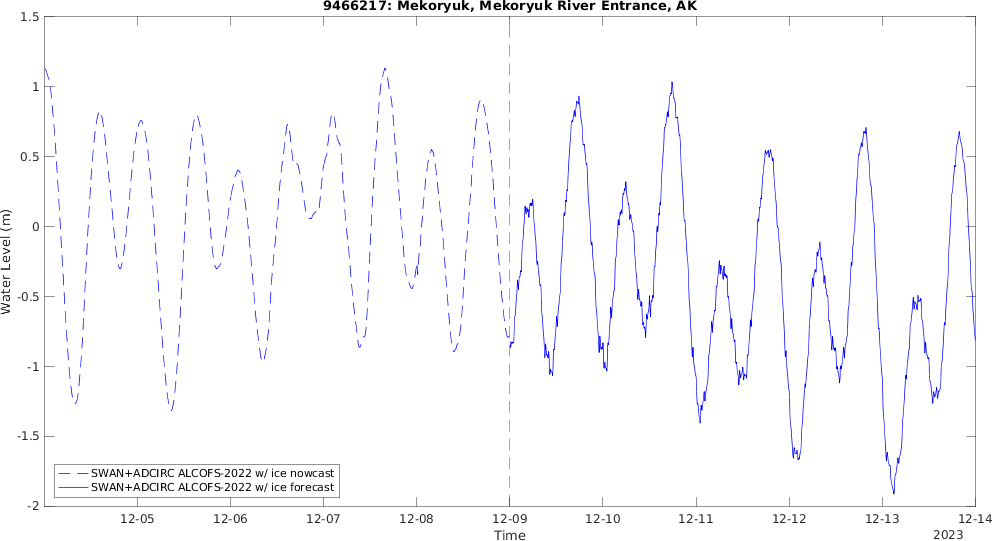 9466217: Mekoryuk, Mekoryuk River Entrance, AK
1.5
1
0.5
0
-0.5
-1
-1.5
-2
Water Level (m)
SWAN+ADCIRC ALCOFS-2022 w/ ice nowcast
SWAN+ADCIRC ALCOFS-2022 w/ ice forecast
12-05 12-06 12-07 12-08 12-09 12-10 12-11 12-12 12-13 12-14
Time
2023